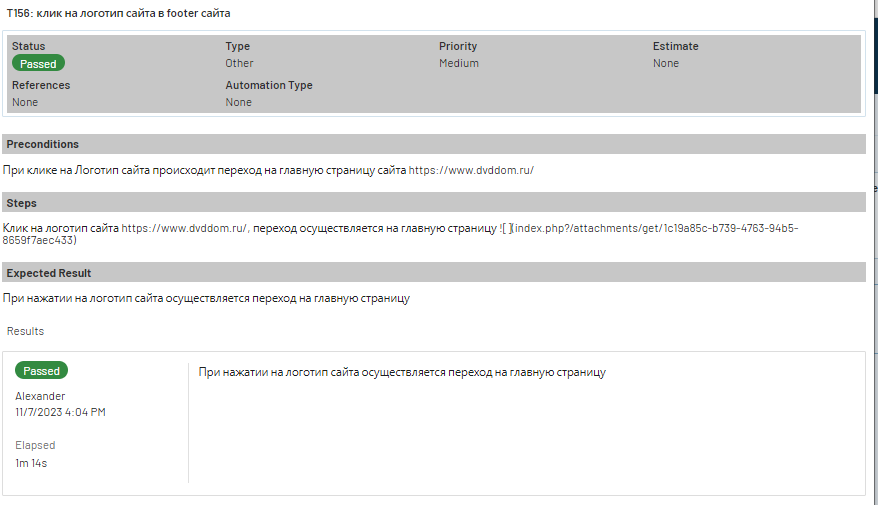 T156: клик на логотип сайта в footer сайта
Status Type Priority Estimate
Passed Other Medium None
References Automation Type
None None
Preconditions
При клике на Логотип сайта происходит переход на главную страницу сайта https://www.dvddom.ru/
Steps
Клик на логотип сайта https://www.dvddom.ru/, переход осуществляется на главную страницу ![](index.php?/attachments/get/1c19a85c-b739-4763-94b5-
8659f7aec433)
Expected Result
При нажатии на логотип сайта осуществляется переход на главную страницу
Results
Passed
При нажатии на логотип сайта осуществляется переход на главную страницу
Alexander
11/7/2023 4:04 PM
Elapsed
1m 14s